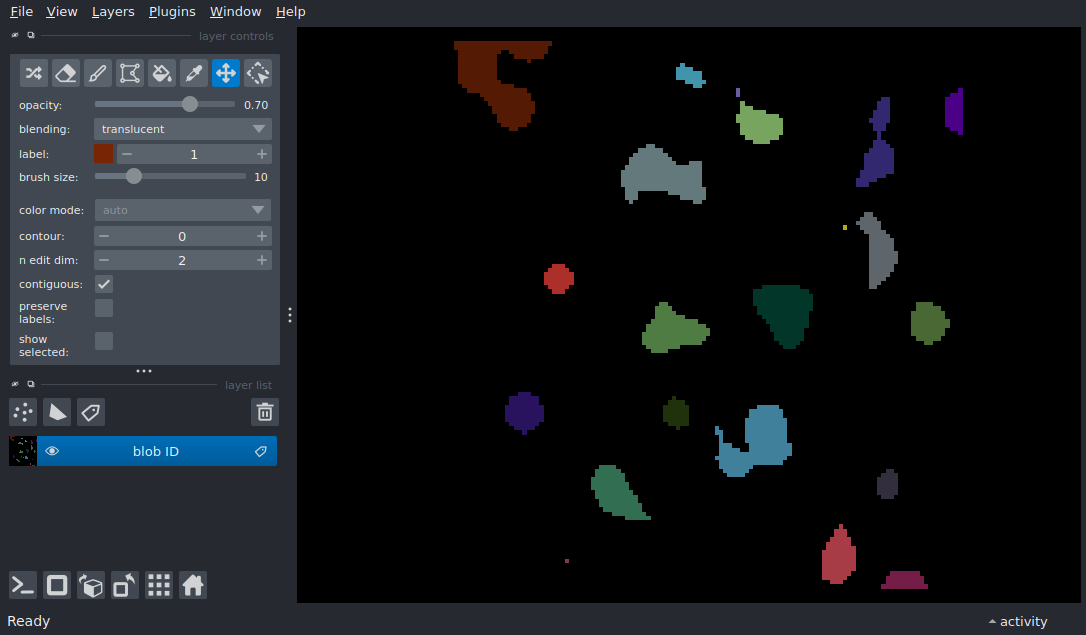 File View Layers Plugins Window Help
layer controls
opacity: 0.70
blending: translucent
label: 1
brush size: 10
color mode: auto
contour: 0
n edit dim: 2
contiguous:
preserve
labels:
show
selected:
layer list
blob ID
Ready
activity